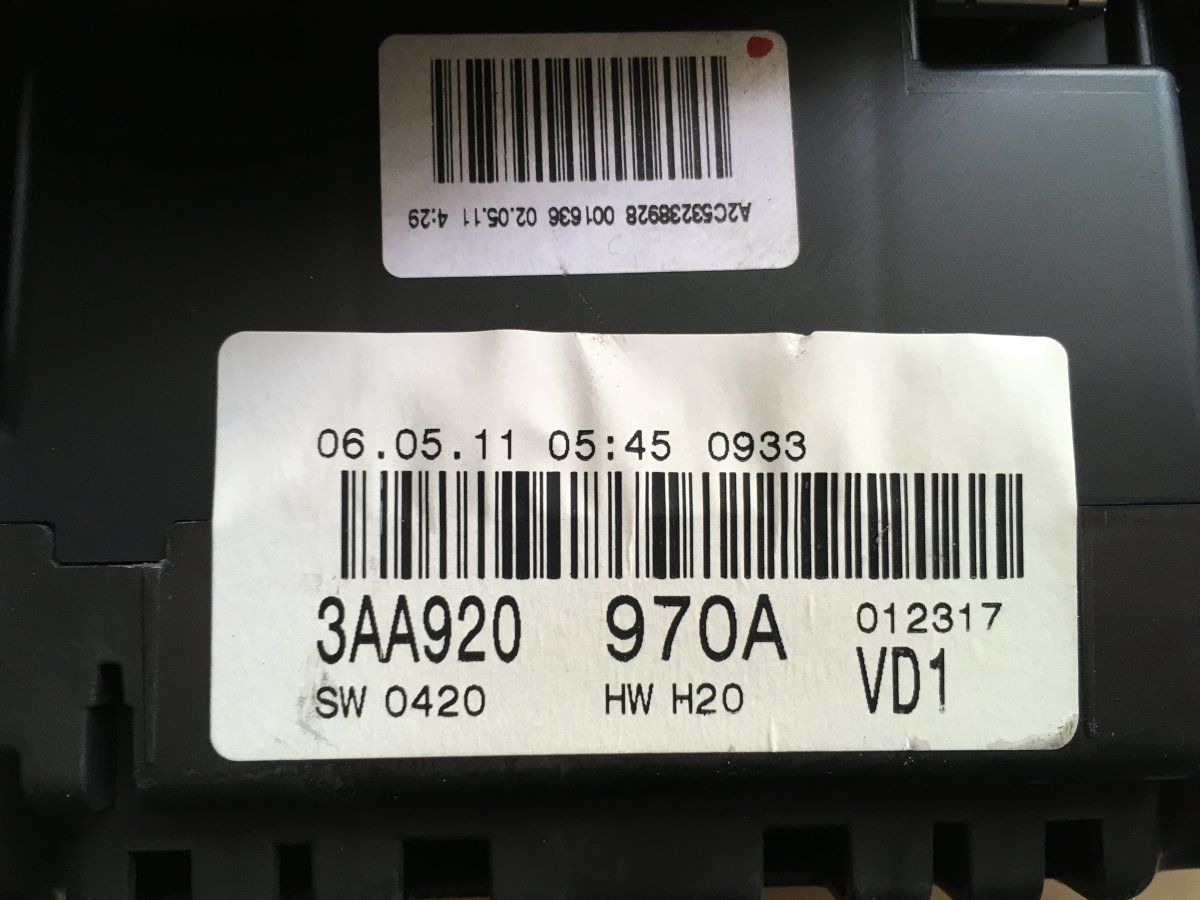 A2C53238928 001636 02.05.11 4:29
06.05.11 05:45 0933
3AA920 970A 012317
SW 0420 HW H20 VD1